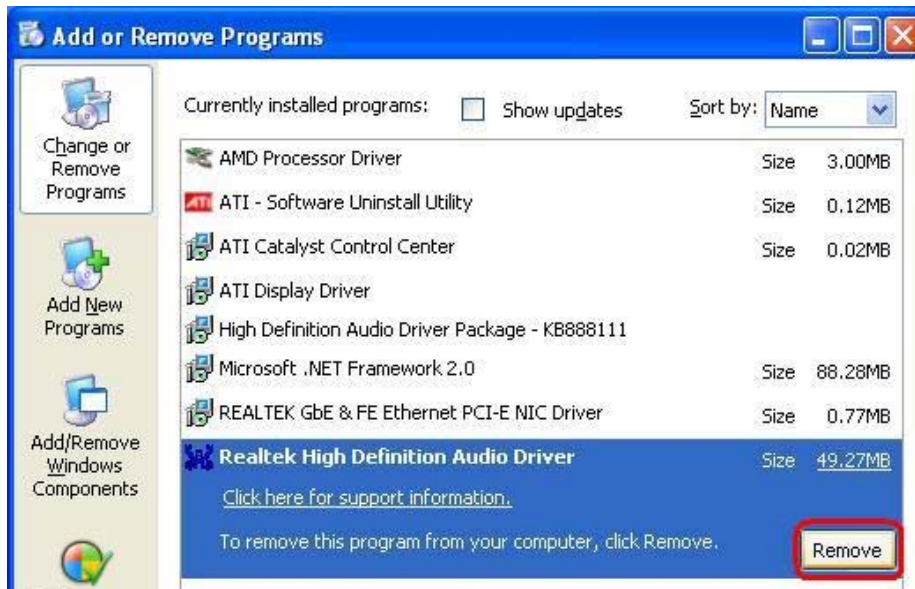 Add or Remove Programs
Currently installed programs: Show updates Sort by: Name
Change or
Remove
Programs
AMD Processor Driver Size 3.00MB
ATI ATI - Software Uninstall Utility Size 0.12MB
ATI Catalyst Control Center Size 0.02MB
ATI Display Driver
Add New
Programs
High Definition Audio Driver Package - KB888111
Microsoft .NET Framework 2.0 Size 88.28MB
REALTEK GbE & FE Ethernet PCI-E NIC Driver Size 0.77MB
Add/Remove
Windows
Components
Realtek High Definition Audio Driver Size 49.27MB
Click here for support information.
To remove this program from your computer, click Remove. Remove